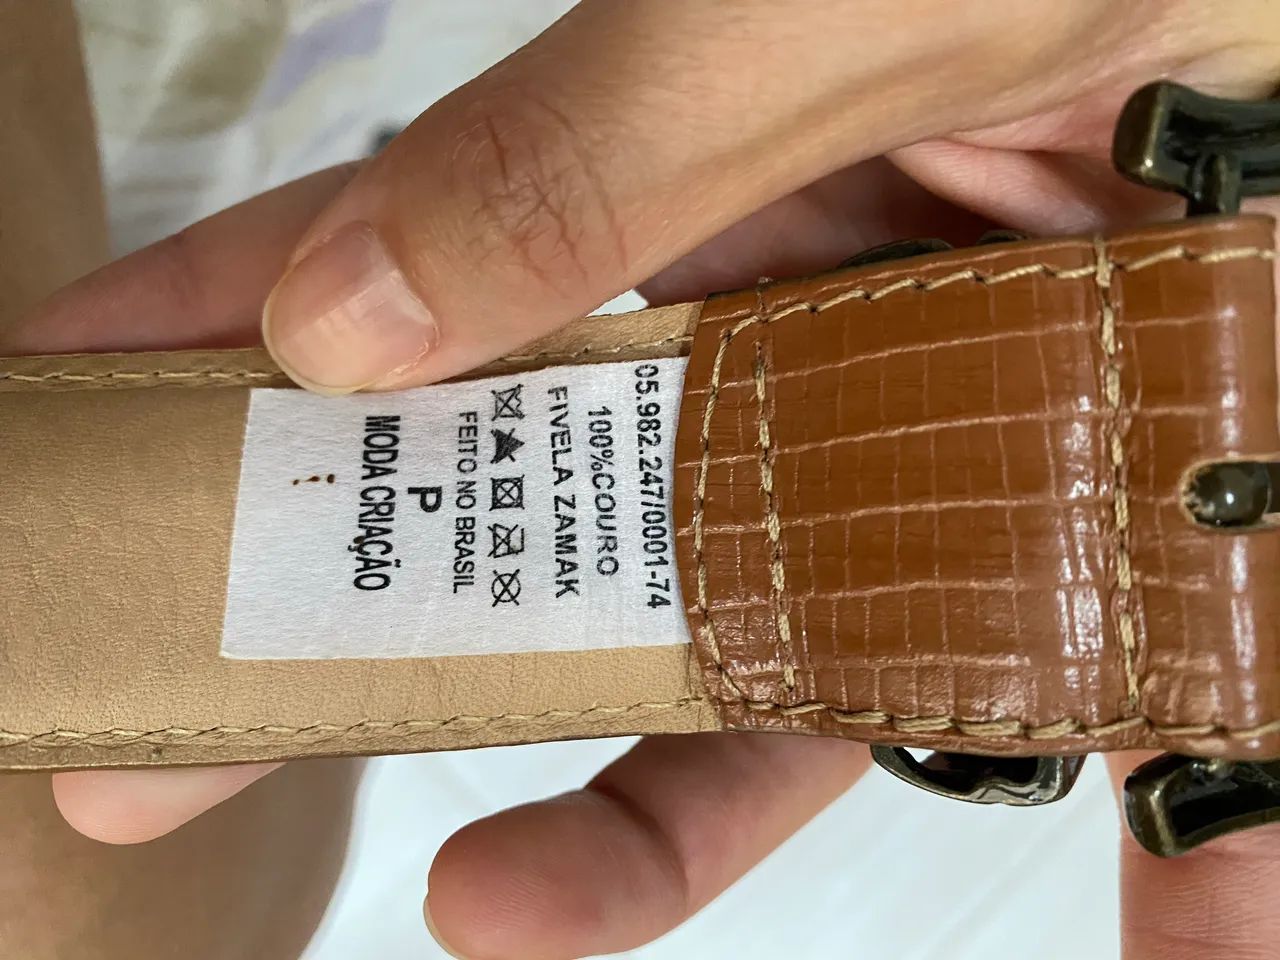 05.982.247/0001-74
100%COURO
FIVELA ZAMAK
FEITO NO BRASIL
P
MODA CRIAÇÃO